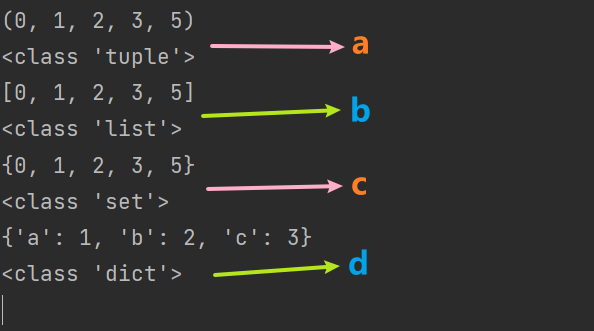 (0, 1, 2, 3, 5)
<class 'tuple'> a
[0, 1, 2, 3, 5]
<class 'list'> b
{0, 1, 2, 3, 5}
<class 'set'> c
{'a': 1, 'b': 2, 'c': 3}
<class 'dict'> d